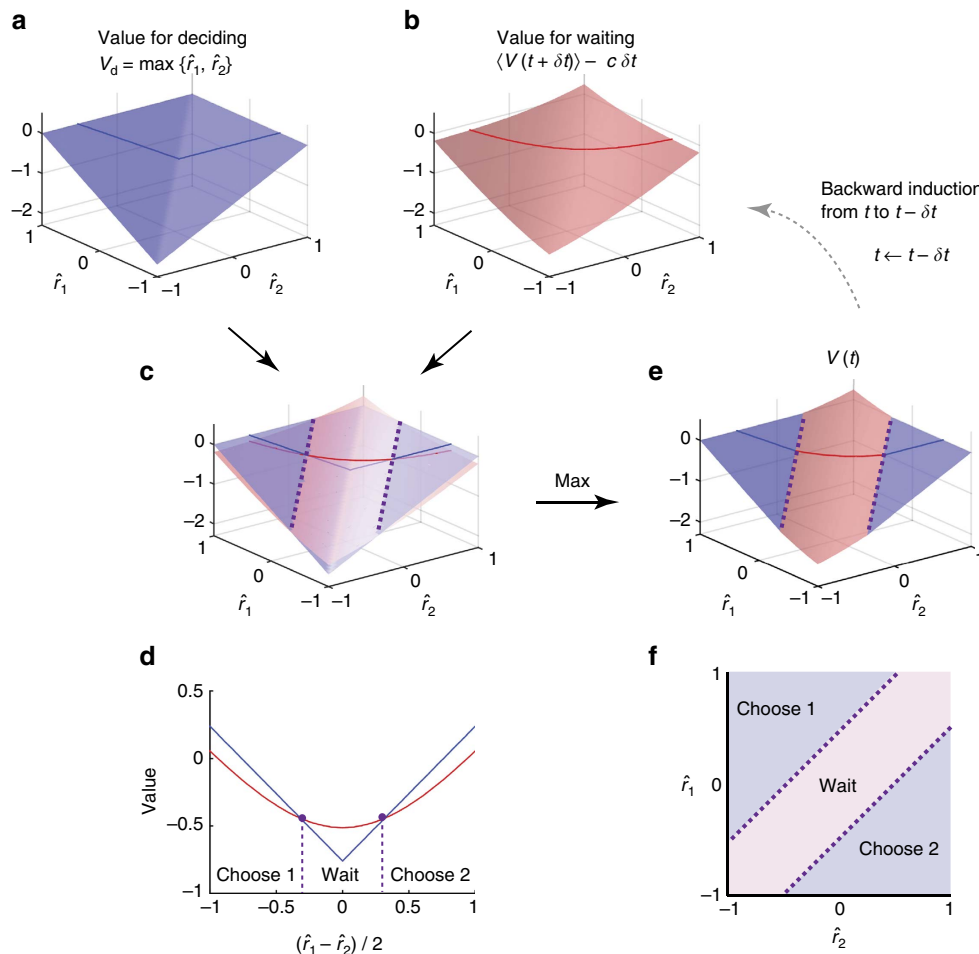 a
Value for deciding
V_d = max {r̂_1, r̂_2}
0
−1
−2
1
0
−1
−1
0
1
r̂_1
r̂_2
b
Value for waiting
⟨V (t + δt)⟩ − c δt
0
−1
−2
1
0
−1
−1
0
1
r̂_1
r̂_2
Backward induction
from t to t − δt
t ← t − δt
c
0
−1
−2
1
0
−1
−1
0
1
r̂_1
r̂_2
Max
e
V (t)
0
−1
−2
1
0
−1
−1
0
r̂_1
r̂_2
d
0.5
0
−0.5
−1
Value
Choose 1
Wait
Choose 2
−1
−0.5
0
0.5
1
(r̂_1 − r̂_2) / 2
f
1
0
−1
r̂_1
Choose 1
Wait
Choose 2
−1
0
1
r̂_2